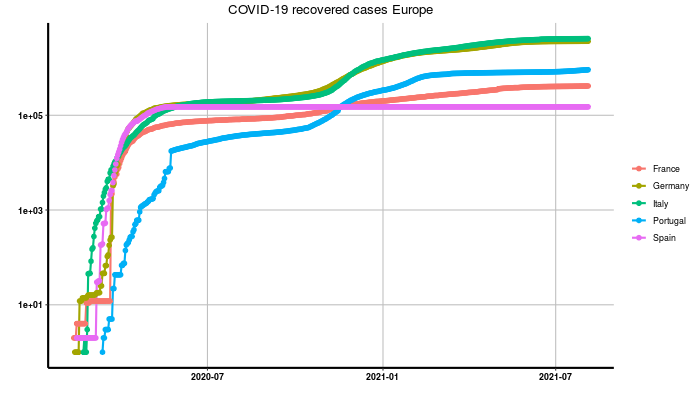 COVID-19 recovered cases Europe
1e+05
1e+03
1e+01
2020-07
2021-01
2021-07
France
Germany
Italy
Portugal
Spain